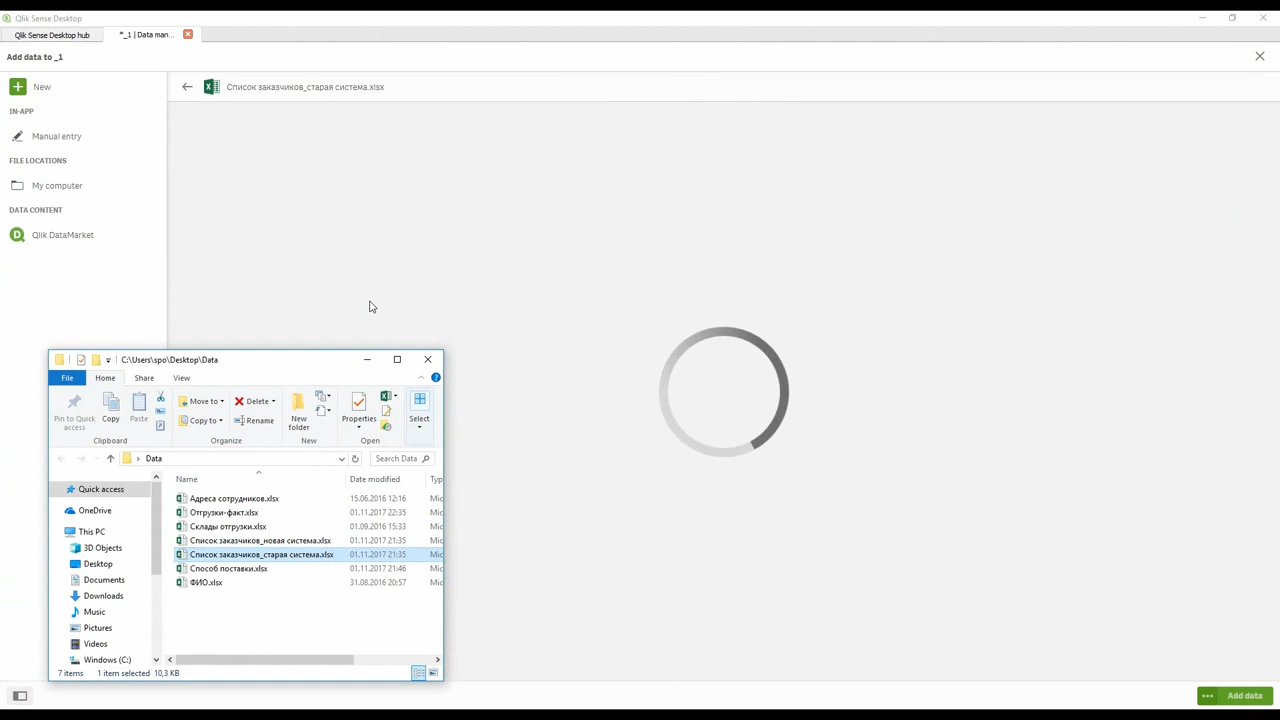 Qlik Sense Desktop
Qlik Sense Desktop hub
*_1 | Data man...
Add data to _1
New
Список заказчиков_старая система.xlsx
IN-APP
Manual entry
FILE LOCATIONS
My computer
DATA CONTENT
Qlik DataMarket
C:\Users\spo\Desktop\Data
File Home Share View
Pin to Quick access
Copy
Paste
Move to
Copy to
Delete
Rename
New folder
Properties
Select
Clipboard Organize New Open
Data
Search Data
Quick access
OneDrive
This PC
3D Objects
Desktop
Documents
Downloads
Music
Pictures
Videos
Windows (C:)
Name Date modified Typ
Адреса сотрудников.xlsx 15.06.2016 12:16 Mic
Отгрузки-факт.xlsx 01.11.2017 22:35 Mic
Склады отгрузки.xlsx 01.09.2016 15:33 Mic
Список заказчиков_новая система.xlsx 01.11.2017 21:35 Mic
Список заказчиков_старая система.xlsx 01.11.2017 21:35 Mic
Способ поставки.xlsx 01.11.2017 21:46 Mic
ФИО.xlsx 31.08.2016 20:57 Mic
7 items 1 item selected 10,3 KB
Add data